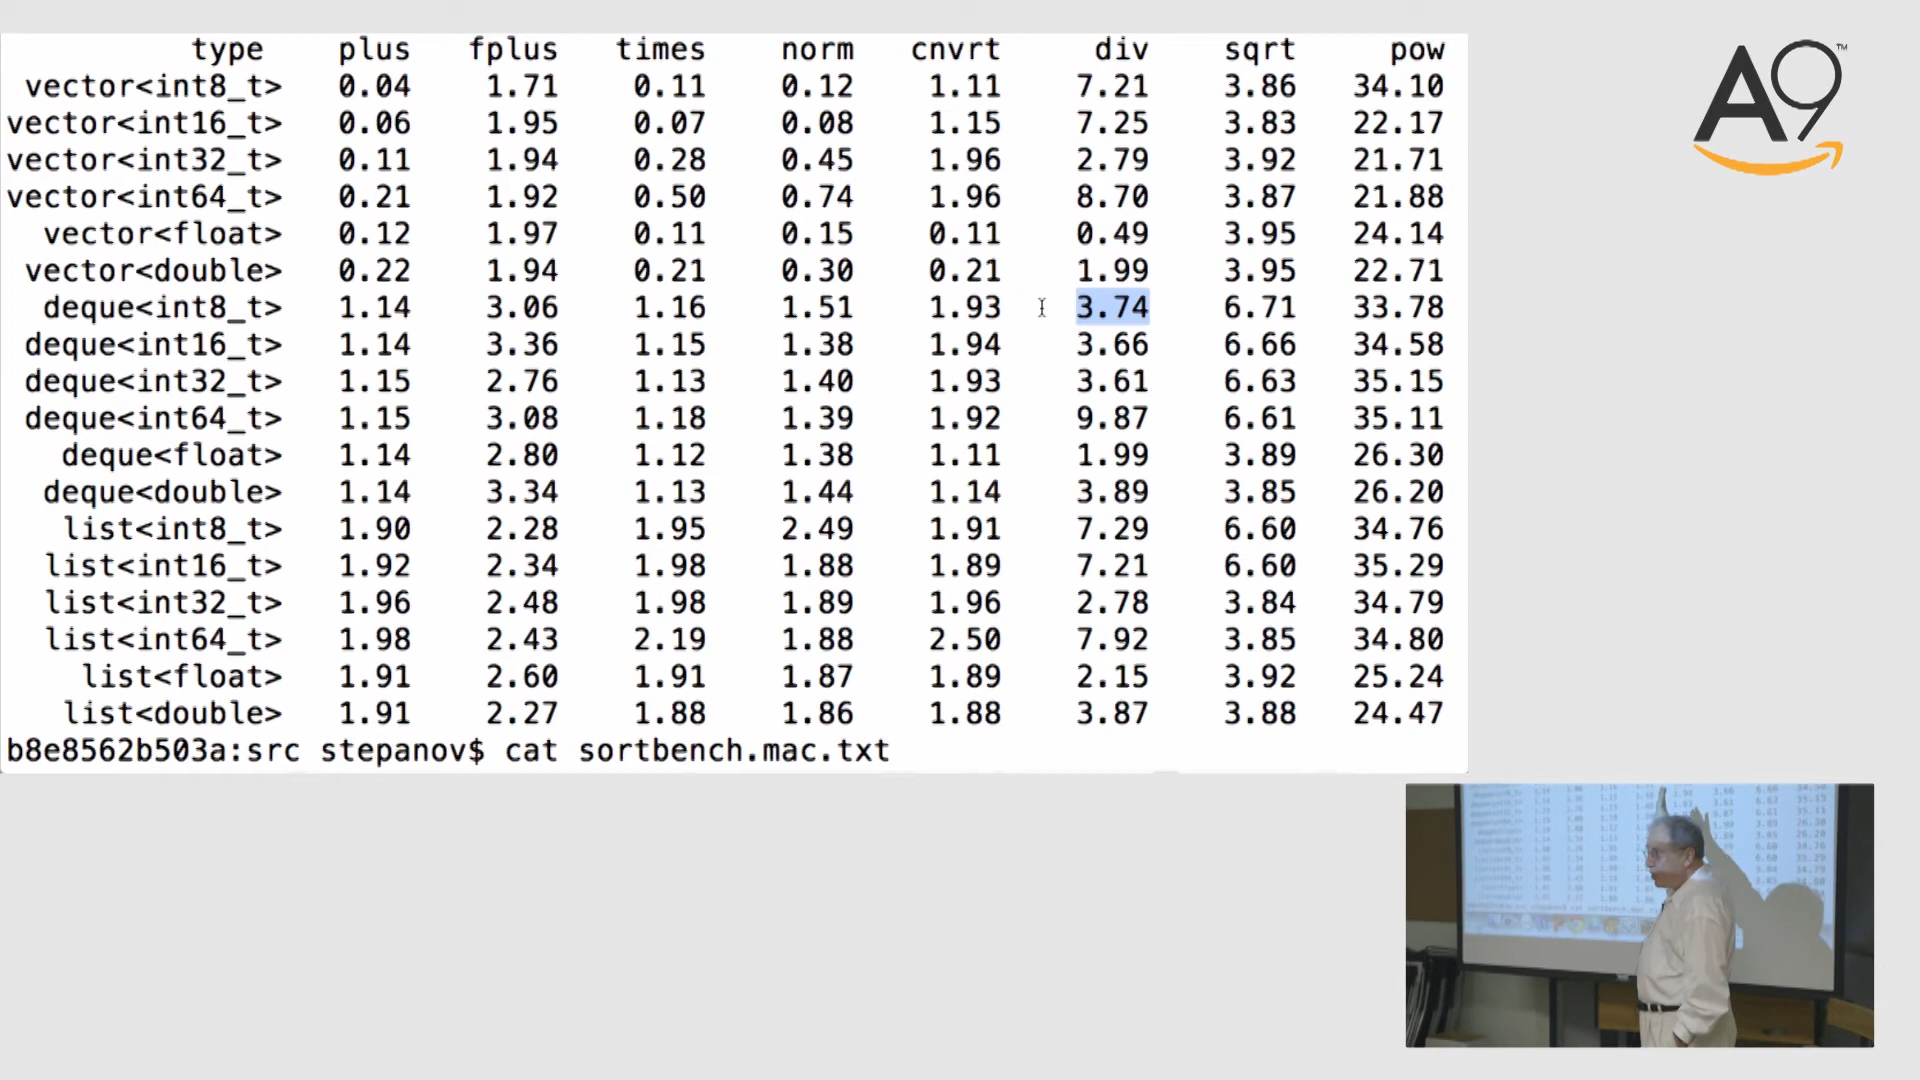 type plus fplus times norm cnvrt div sqrt pow
vector<int8_t> 0.04 1.71 0.11 0.12 1.11 7.21 3.86 34.10
vector<int16_t> 0.06 1.95 0.07 0.08 1.15 7.25 3.83 22.17
vector<int32_t> 0.11 1.94 0.28 0.45 1.96 2.79 3.92 21.71
vector<int64_t> 0.21 1.92 0.50 0.74 1.96 8.70 3.87 21.88
vector<float> 0.12 1.97 0.11 0.15 0.11 0.49 3.95 24.14
vector<double> 0.22 1.94 0.21 0.30 0.21 1.99 3.95 22.71
deque<int8_t> 1.14 3.06 1.16 1.51 1.93 3.74 6.71 33.78
deque<int16_t> 1.14 3.36 1.15 1.38 1.94 3.66 6.66 34.58
deque<int32_t> 1.15 2.76 1.13 1.40 1.93 3.61 6.63 35.15
deque<int64_t> 1.15 3.08 1.18 1.39 1.92 9.87 6.61 35.11
deque<float> 1.14 2.80 1.12 1.38 1.11 1.99 3.89 26.30
deque<double> 1.14 3.34 1.13 1.44 1.14 3.89 3.85 26.20
list<int8_t> 1.90 2.28 1.95 2.49 1.91 7.29 6.60 34.76
list<int16_t> 1.92 2.34 1.98 1.88 1.89 7.21 6.60 35.29
list<int32_t> 1.96 2.48 1.98 1.89 1.96 2.78 3.84 34.79
list<int64_t> 1.98 2.43 2.19 1.88 2.50 7.92 3.85 34.80
list<float> 1.91 2.60 1.91 1.87 1.89 2.15 3.92 25.24
list<double> 1.91 2.27 1.88 1.86 1.88 3.87 3.88 24.47
b8e8562b503a:src stepanov$ cat sortbench.mac.txt
A9™